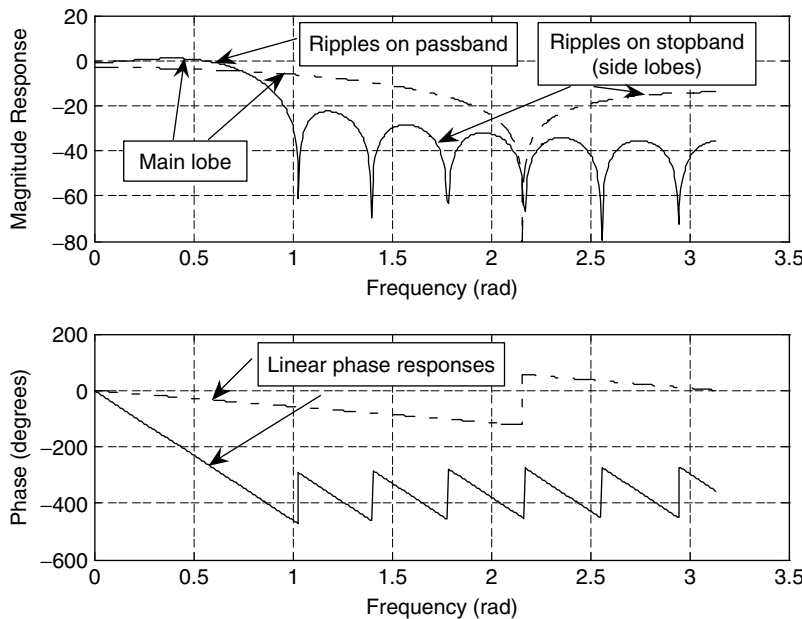 20
0
−20
−40
−60
−80
Magnitude Response
Ripples on passband
Ripples on stopband
(side lobes)
Main lobe
0 0.5 1 1.5 2 2.5 3 3.5
Frequency (rad)
200
0
−200
−400
−600
Phase (degrees)
Linear phase responses
0 0.5 1 1.5 2 2.5 3 3.5
Frequency (rad)